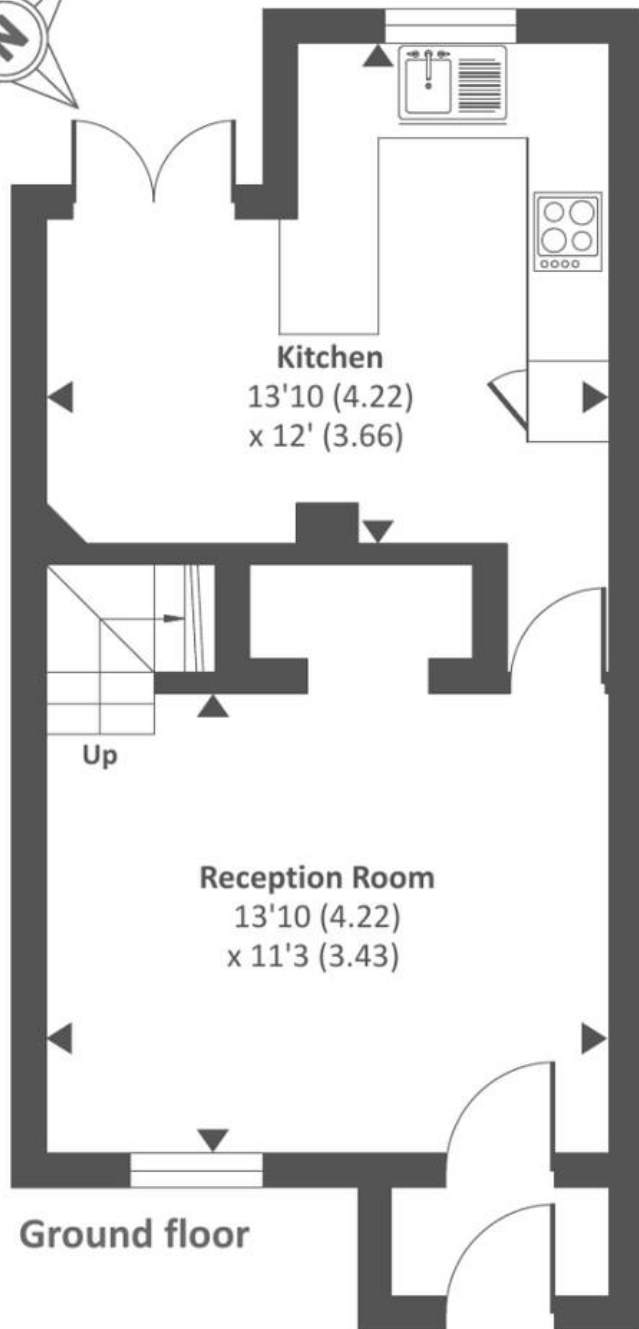 N
Kitchen
13'10 (4.22)
x 12' (3.66)
Up
Reception Room
13'10 (4.22)
x 11'3 (3.43)
Ground floor